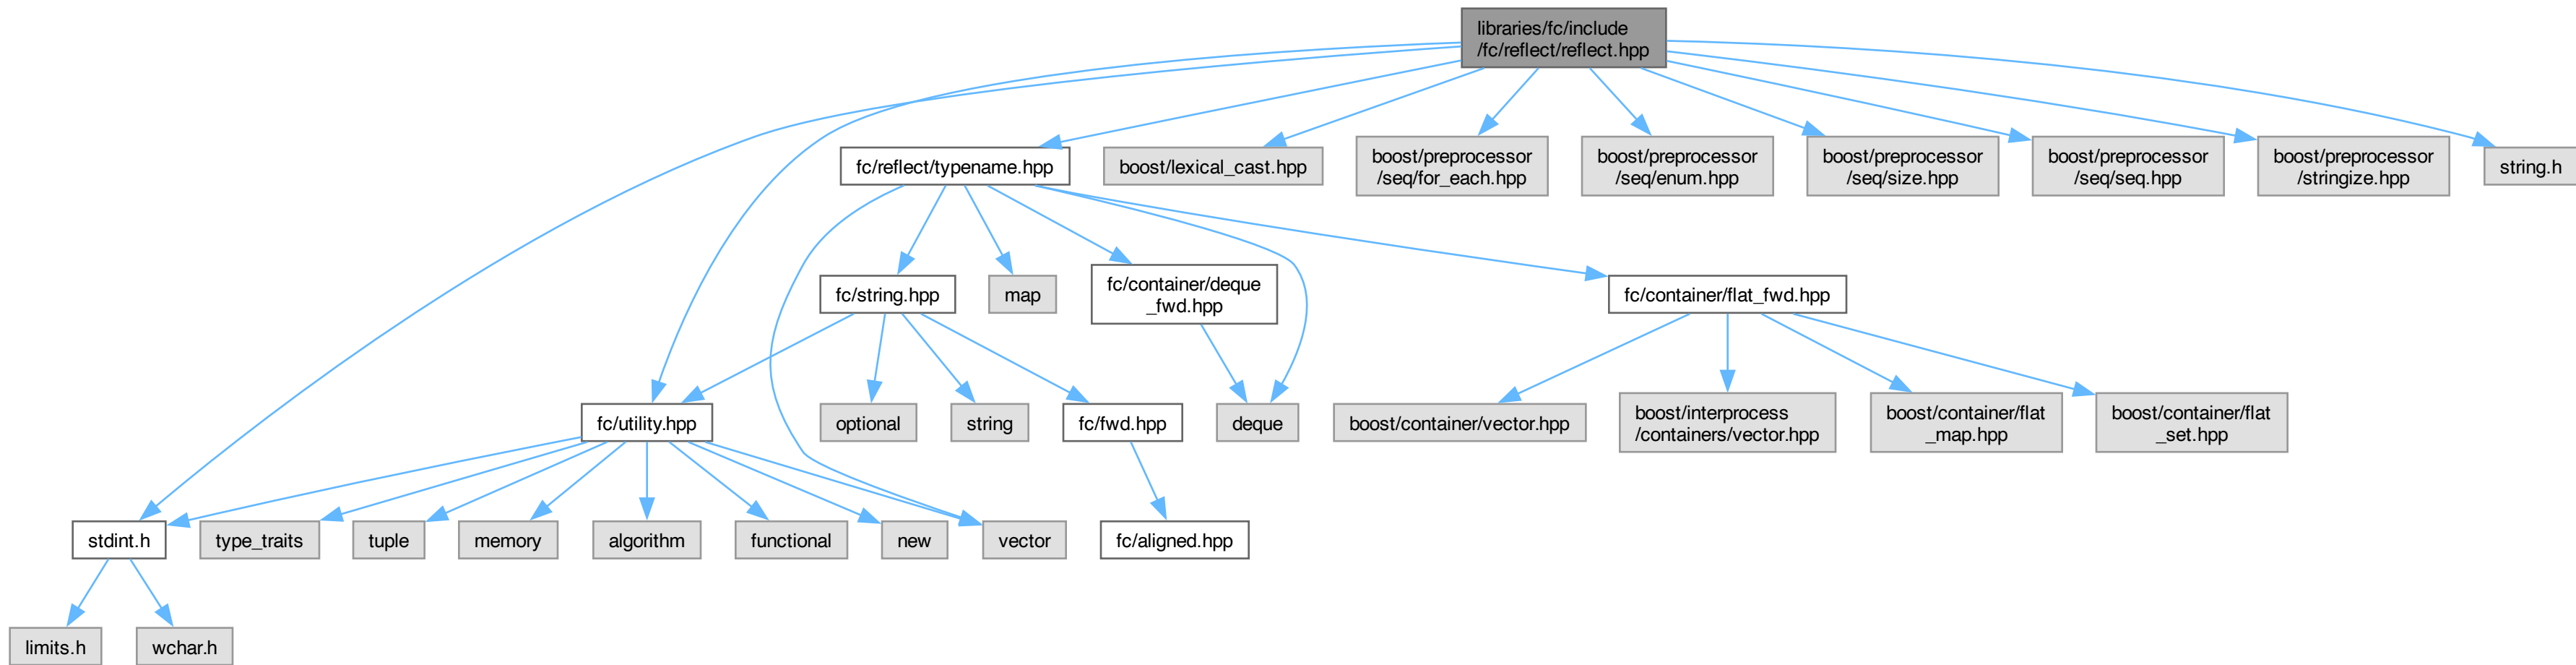 libraries/fc/include
/fc/reflect/reflect.hpp
fc/reflect/typename.hpp
boost/lexical_cast.hpp
boost/preprocessor
/seq/for_each.hpp
boost/preprocessor
/seq/enum.hpp
boost/preprocessor
/seq/size.hpp
boost/preprocessor
/seq/seq.hpp
boost/preprocessor
/stringize.hpp
string.h
fc/string.hpp
map
fc/container/deque
_fwd.hpp
fc/container/flat_fwd.hpp
fc/utility.hpp
optional
string
fc/fwd.hpp
deque
boost/container/vector.hpp
boost/interprocess
/containers/vector.hpp
boost/container/flat
_map.hpp
boost/container/flat
_set.hpp
stdint.h
type_traits
tuple
memory
algorithm
functional
new
vector
fc/aligned.hpp
limits.h
wchar.h